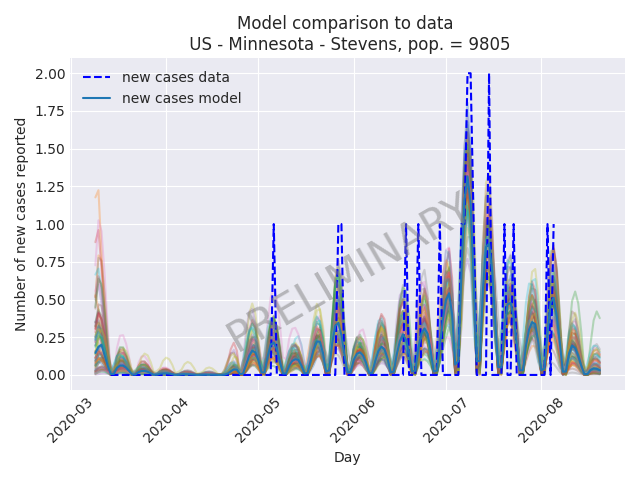 Model comparison to data
US - Minnesota - Stevens, pop. = 9805
2.00
1.75
1.50
1.25
1.00
0.75
0.50
0.25
0.00
Number of new cases reported
new cases data
new cases model
PRELIMINARY
2020-03
2020-04
2020-05
2020-06
2020-07
2020-08
Day